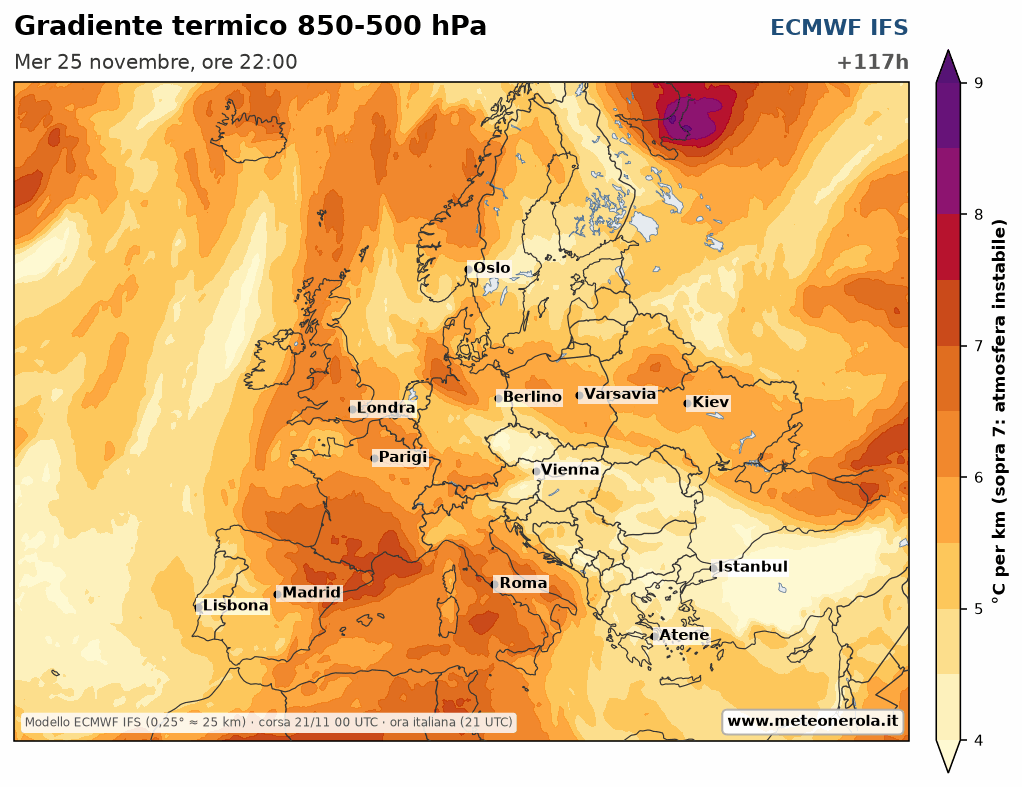 Gradiente termico 850-500 hPa
ECMWF IFS
Mer 25 novembre, ore 22:00
+117h
9
8
7
6
5
4
°C per km (sopra 7: atmosfera instabile)
Oslo
Londra
Berlino
Varsavia
Kiev
Parigi
Vienna
Istanbul
Madrid
Roma
Lisbona
Atene
Modello ECMWF IFS (0,25° ≈ 25 km) · corsa 21/11 00 UTC · ora italiana (21 UTC)
www.meteonerola.it